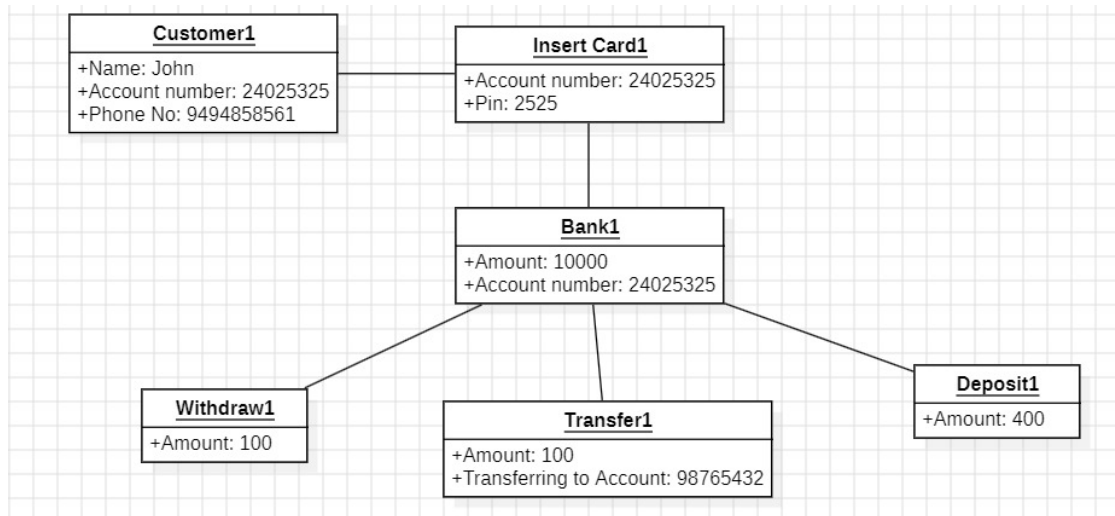 Customer1
+Name: John
+Account number: 24025325
+Phone No: 9494858561
Insert Card1
+Account number: 24025325
+Pin: 2525
Bank1
+Amount: 10000
+Account number: 24025325
Withdraw1
+Amount: 100
Transfer1
+Amount: 100
+Transferring to Account: 98765432
Deposit1
+Amount: 400